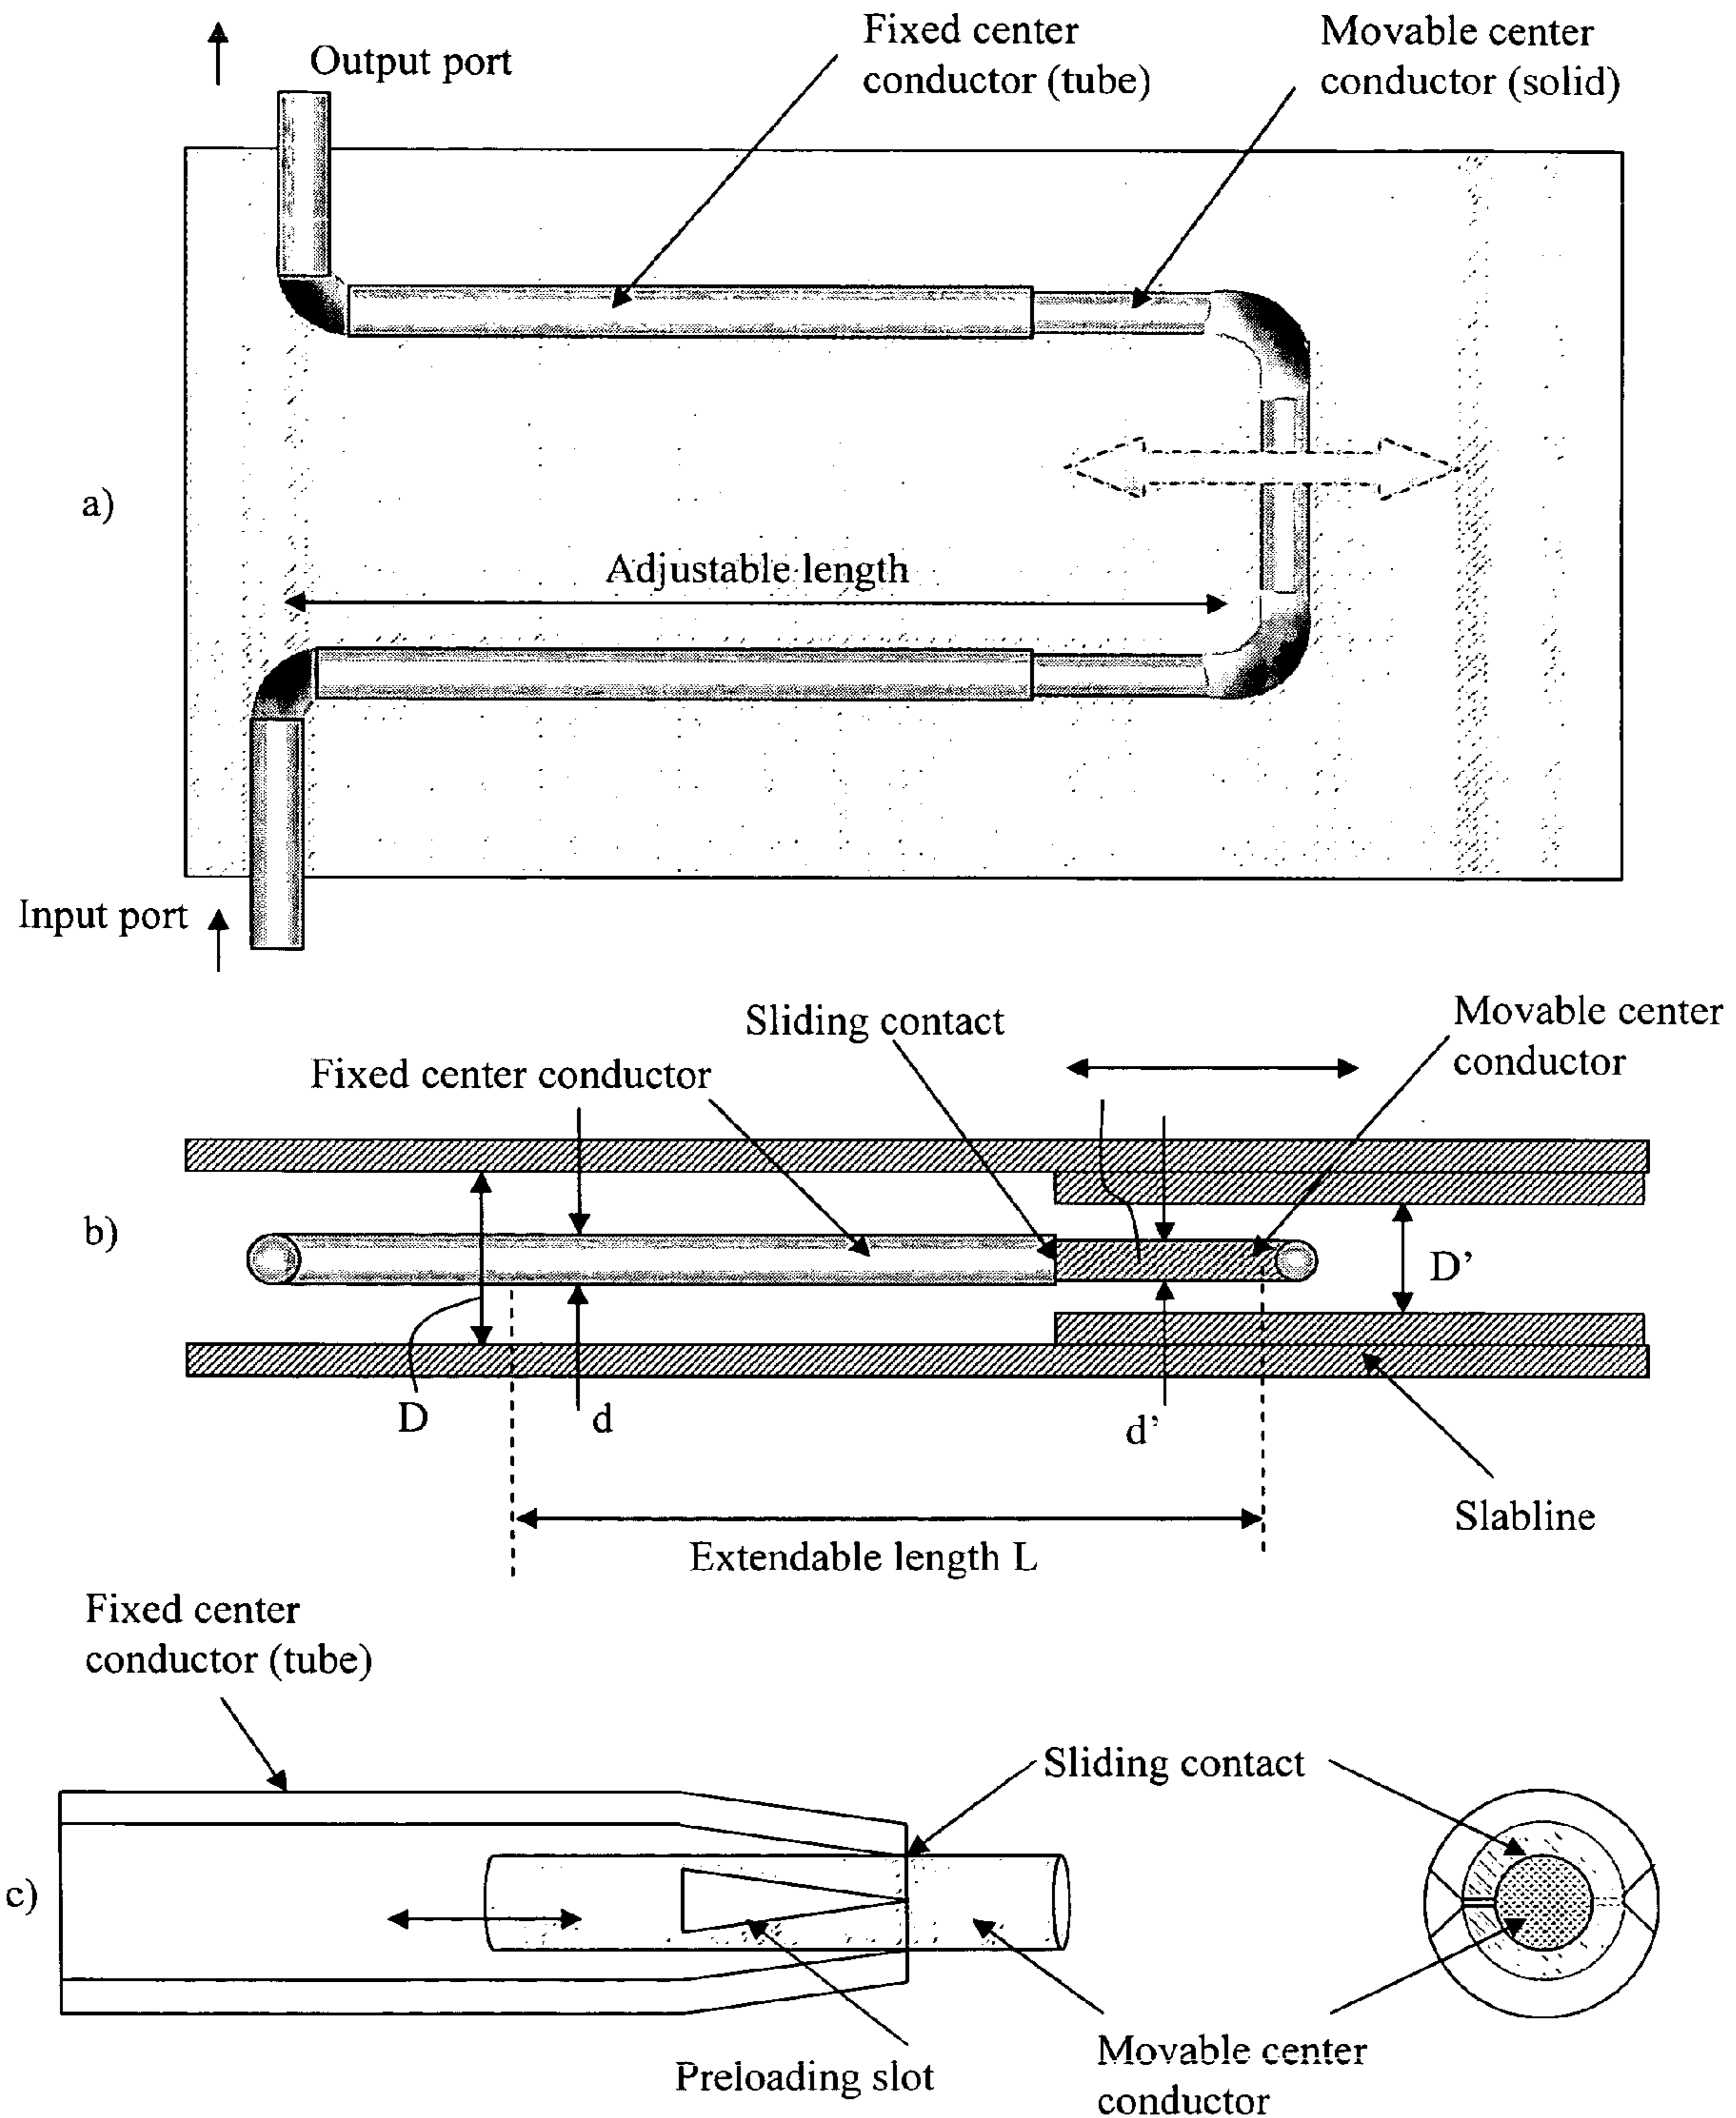 Output port
Fixed center
conductor (tube)
Movable center
conductor (solid)
a)
Adjustable length
Input port
Sliding contact
Movable center
conductor
Fixed center conductor
b)
D'
D
d
d'
Slabline
Extendable length L
Fixed center
conductor (tube)
Sliding contact
c)
Preloading slot
Movable center
conductor